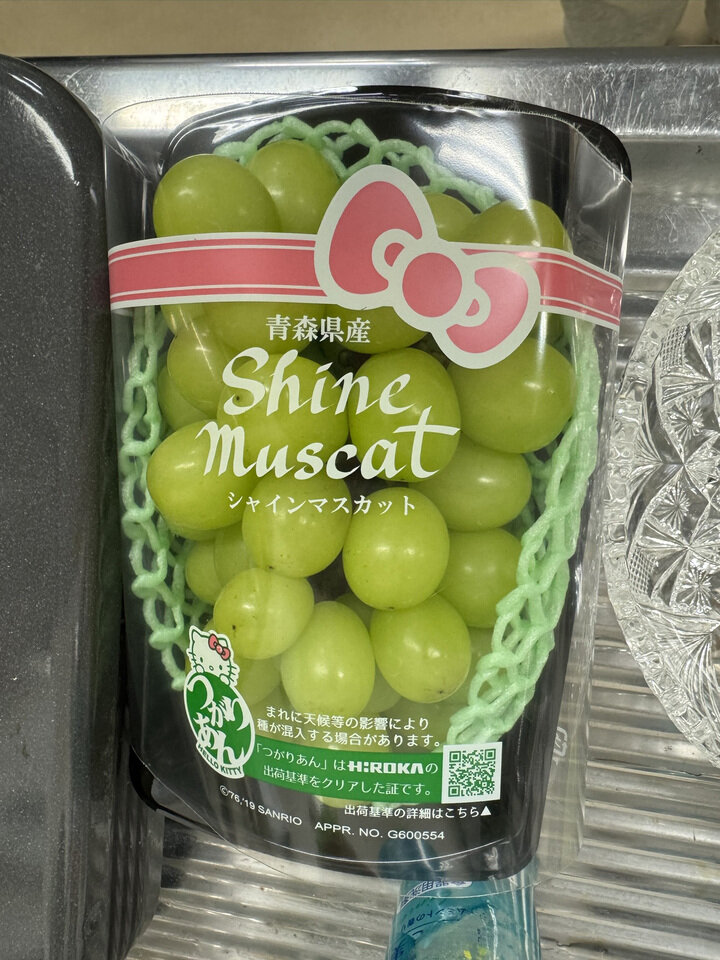 青森県産
Shine
muscat
シャインマスカット
つがり
あん
HELLO KITTY
まれに天候等の影響により
種が混入する場合があります。
「つがりあん」はHIROKAの
出荷基準をクリアした証です。
出荷基準の詳細はこちら▲
©'76,'19 SANRIO APPR. NO. G600554